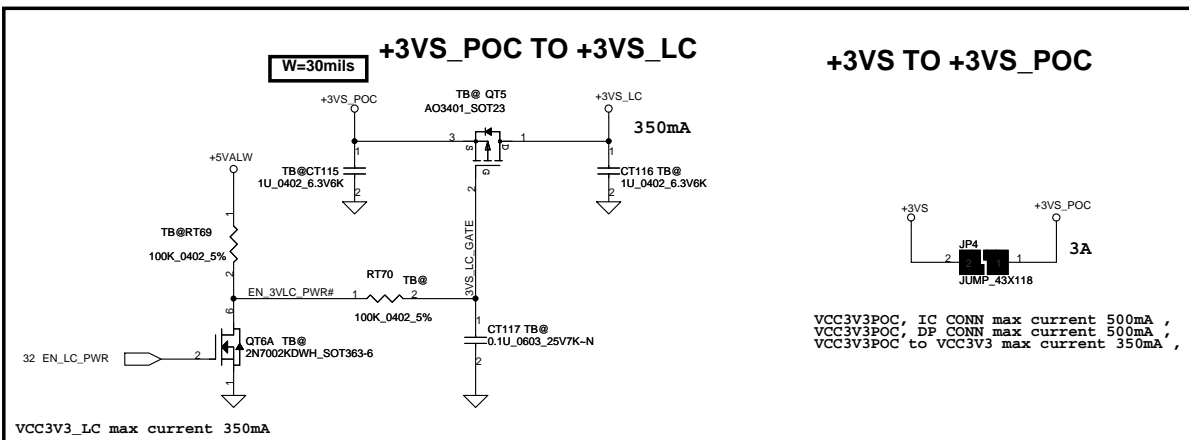 +3VS_POC TO +3VS_LC
W=30mils
+3VS_POC
TB@ QT5
AO3401_SOT23
+3VS_LC
350mA
3
S
D
1
G
2
+5VALW
1
TB@CT115
1U_0402_6.3V6K
2
1
CT116 TB@
1U_0402_6.3V6K
2
1
TB@RT69
100K_0402_5%
2
3VS_LC_GATE
EN_3VLC_PWR#
1
RT70
2
TB@
100K_0402_5%
6
QT6A TB@
2N7002KDWH_SOT363-6
32 EN_LC_PWR
2
1
1
CT117 TB@
0.1U_0603_25V7K~N
2
VCC3V3_LC max current 350mA
+3VS TO +3VS_POC
+3VS
+3VS_POC
JP4
3A
2
2
1
1
JUMP_43X118
VCC3V3POC, IC CONN max current 500mA ,
VCC3V3POC, DP CONN max current 500mA ,
VCC3V3POC to VCC3V3 max current 350mA ,